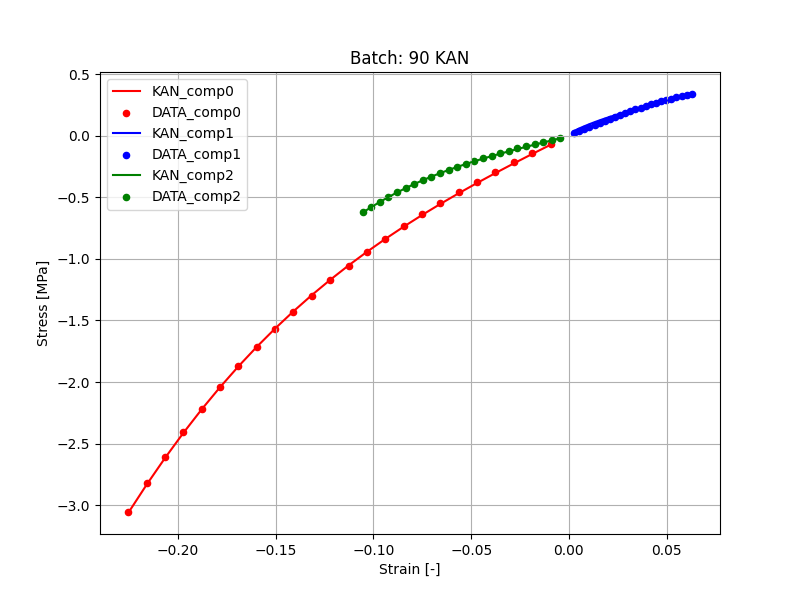 Batch: 90 KAN
KAN_comp0
DATA_comp0
KAN_comp1
DATA_comp1
KAN_comp2
DATA_comp2
0.5
0.0
−0.5
−1.0
−1.5
−2.0
−2.5
−3.0
Stress [MPa]
−0.20
−0.15
−0.10
−0.05
0.00
0.05
Strain [-]